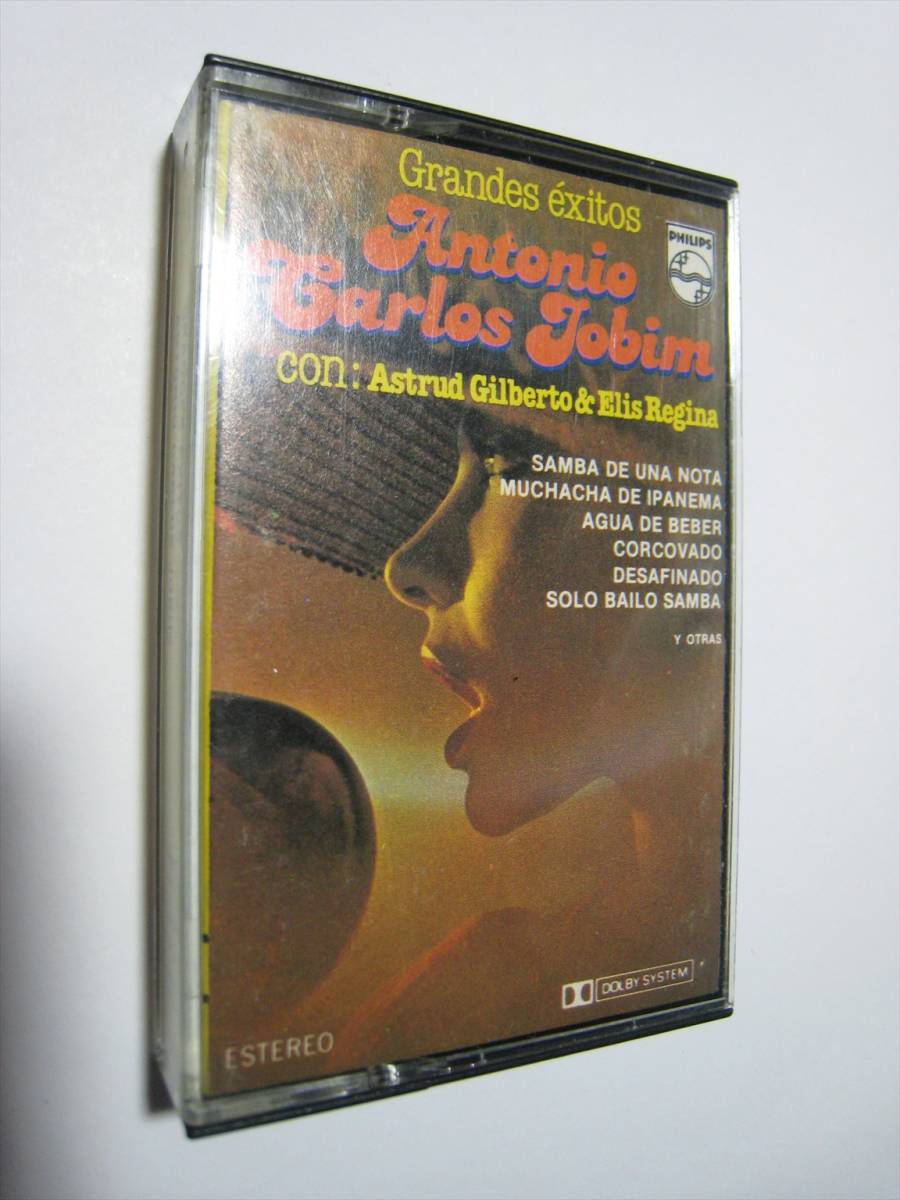 Grandes éxitos
Antonio
Carlos Jobim
PHILIPS
con: Astrud Gilberto & Elis Regina
SAMBA DE UNA NOTA
MUCHACHA DE IPANEMA
AGUA DE BEBER
CORCOVADO
DESAFINADO
SOLO BAILO SAMBA
Y OTRAS
DOLBY SYSTEM
ESTEREO